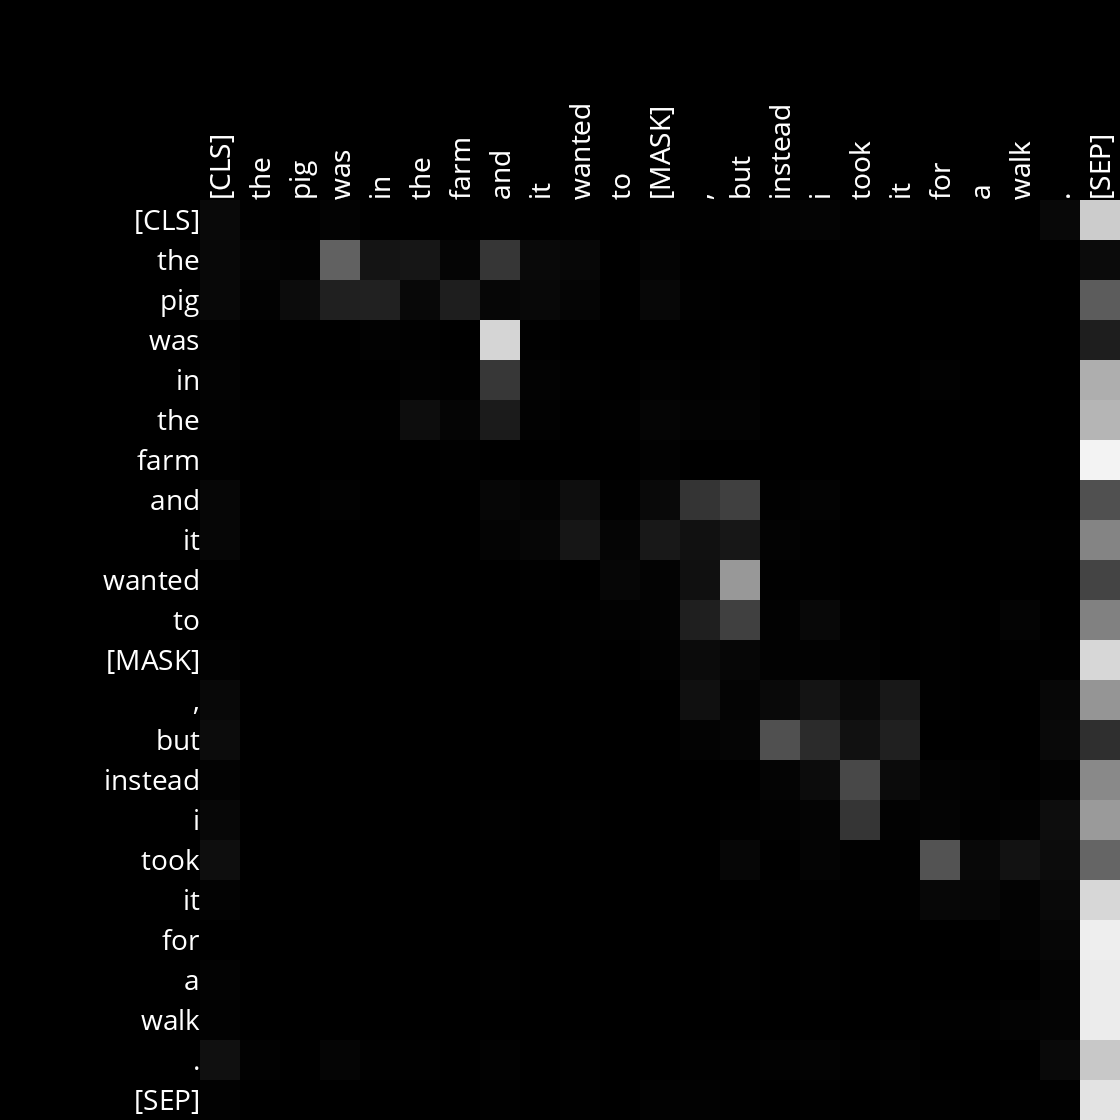 [CLS] the pig was in the farm and it wanted to [MASK] , but instead i took it for a walk . [SEP]
[CLS]
the
pig
was
in
the
farm
and
it
wanted
to
[MASK]
,
but
instead
i
took
it
for
a
walk
.
[SEP]